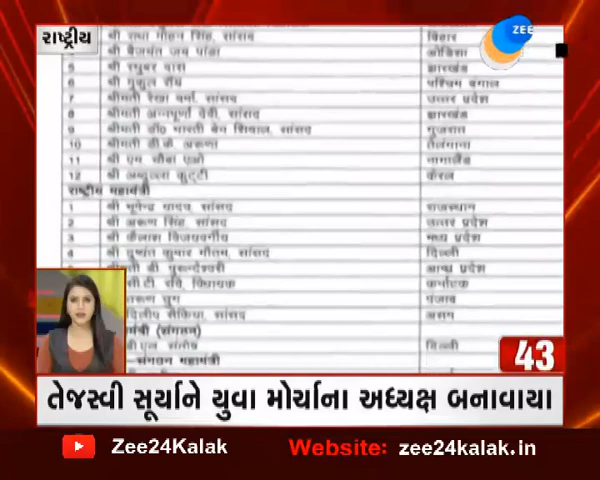 રાષ્ટ્રીય
ZEE
श्री राधा मोहन सिंह, सांसद बिहार
श्री बैजयंत जय पांडा ओडिसा
5 श्री रघुबर दास झारखंड
6 श्री मुकुल रॉय पश्चिम बंगाल
7 श्रीमती रेखा वर्मा, सांसद उत्तर प्रदेश
8 श्रीमती अन्नपूर्णा देवी, सांसद झारखंड
9 श्रीमती डॉ० भारती बेन शियाल, सांसद गुजरात
10 श्रीमती डी.के. अरूणा तेलंगाना
11 श्री एम चौबा एओ नागालैंड
12 श्री अब्दुल्ला कुट्टी केरल
राष्ट्रीय महामंत्री
1 श्री भूपेन्द्र यादव, सांसद राजस्थान
2 श्री अरूण सिंह, सांसद उत्तर प्रदेश
3 श्री कैलाश विजयवर्गीय मध्य प्रदेश
4 श्री दुष्यंत कुमार गौतम, सांसद दिल्ली
डी. पुरून्देश्वरी आन्ध्र प्रदेश
सी.टी. रवि, विधायक कर्नाटक
तरूण चुग पंजाब
दिलीप सैकिया, सांसद असम
(संगठन)
बी.एल. संतोष दिल्ली
संगठन महामंत्री
43
તેજસ્વી સૂર્યાને યુવા મોર્ચાના અધ્યક્ષ બનાવાયા
Zee24Kalak Website: zee24kalak.in